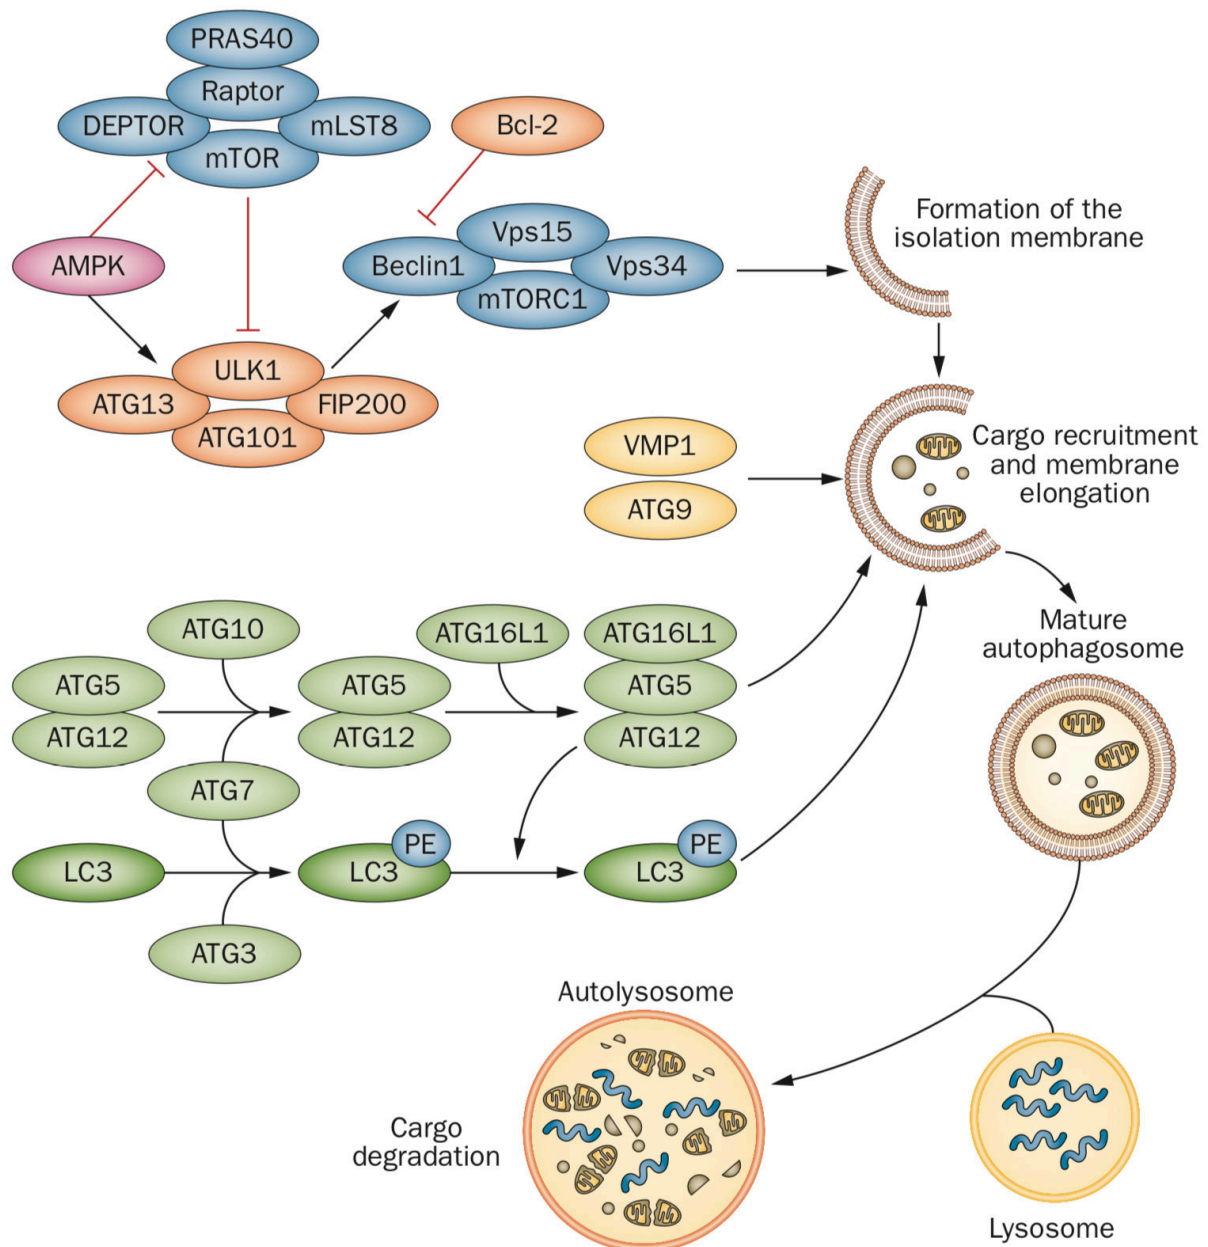 PRAS40
Raptor
DEPTOR
mLST8
mTOR
Bcl-2
AMPK
Beclin1
Vps15
Vps34
mTORC1
Formation of the
isolation membrane
ULK1
ATG13
FIP200
ATG101
VMP1
ATG9
Cargo recruitment
and membrane
elongation
ATG10
ATG16L1
ATG16L1
ATG5
ATG5
ATG5
ATG12
ATG12
ATG12
ATG7
Mature
autophagosome
LC3
PE
LC3
PE
LC3
ATG3
Autolysosome
Cargo
degradation
Lysosome